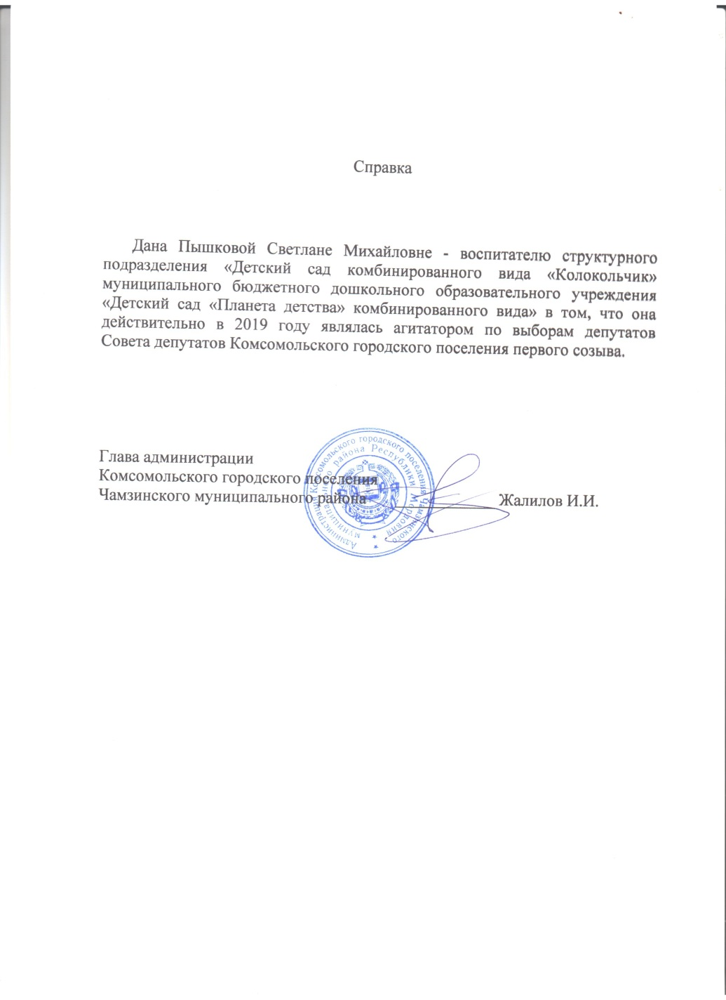 Справка
Дана Пышковой Светлане Михайловне - воспитателю структурного
подразделения «Детский сад комбинированного вида «Колокольчик»
муниципального бюджетного дошкольного образовательного учреждения
«Детский сад «Планета детства» комбинированного вида» в том, что она
действительно в 2019 году являлась агитатором по выборам депутатов
Совета депутатов Комсомольского городского поселения первого созыва.
Глава администрации
Комсомольского городского поселения
Чамзинского муниципального района Жалилов И.И.
Администрация Комсомольского городского поселения Чамзинского
муниципального района Республики Мордовия